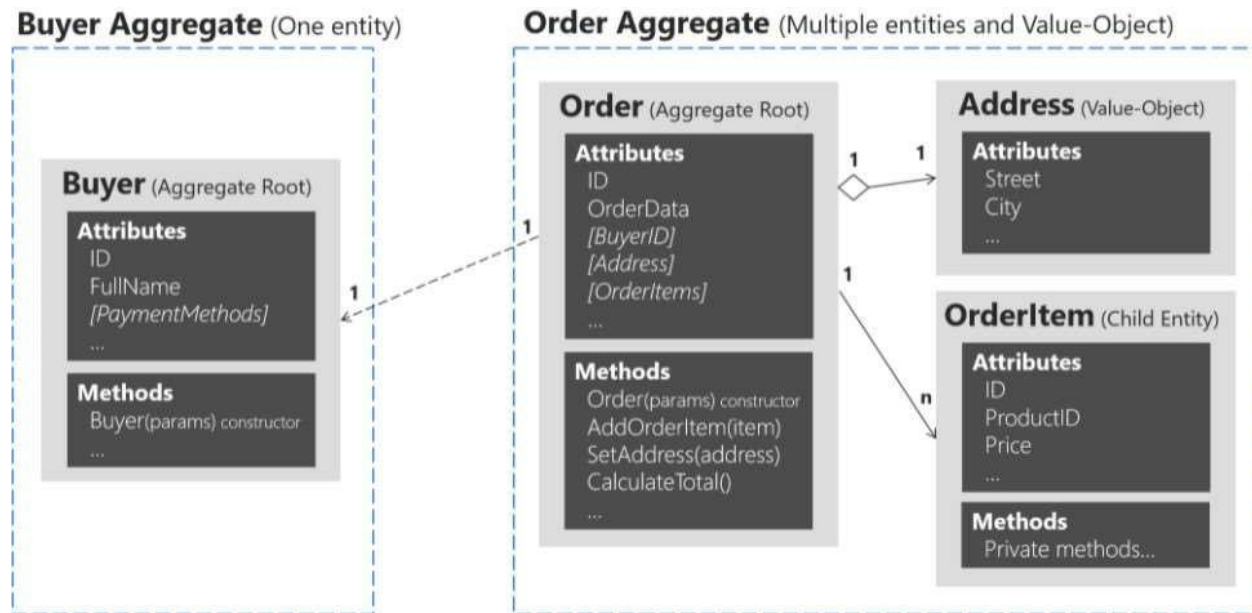 Buyer Aggregate (One entity)
Buyer (Aggregate Root)
Attributes
ID
FullName
[PaymentMethods]
...
Methods
Buyer(params) constructor
...
1
1
Order Aggregate (Multiple entities and Value-Object)
Order (Aggregate Root)
Attributes
ID
OrderData
[BuyerID]
[Address]
[OrderItems]
...
Methods
Order(params) constructor
AddOrderItem(item)
SetAddress(address)
CalculateTotal()
...
1
1
Address (Value-Object)
Attributes
Street
City
...
1
n
OrderItem (Child Entity)
Attributes
ID
ProductID
Price
...
Methods
Private methods...